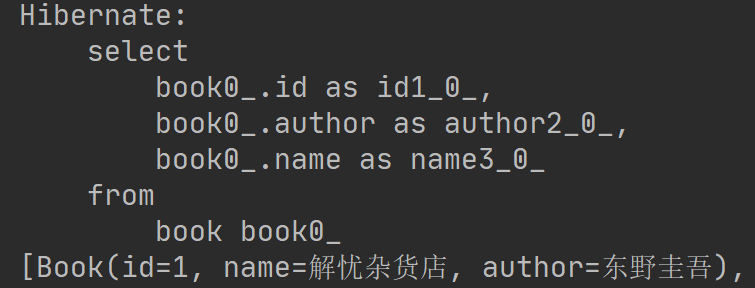 Hibernate:
    select
        book0_.id as id1_0_,
        book0_.author as author2_0_,
        book0_.name as name3_0_
    from
        book book0_
[Book(id=1, name=解忧杂货店, author=东野圭吾),